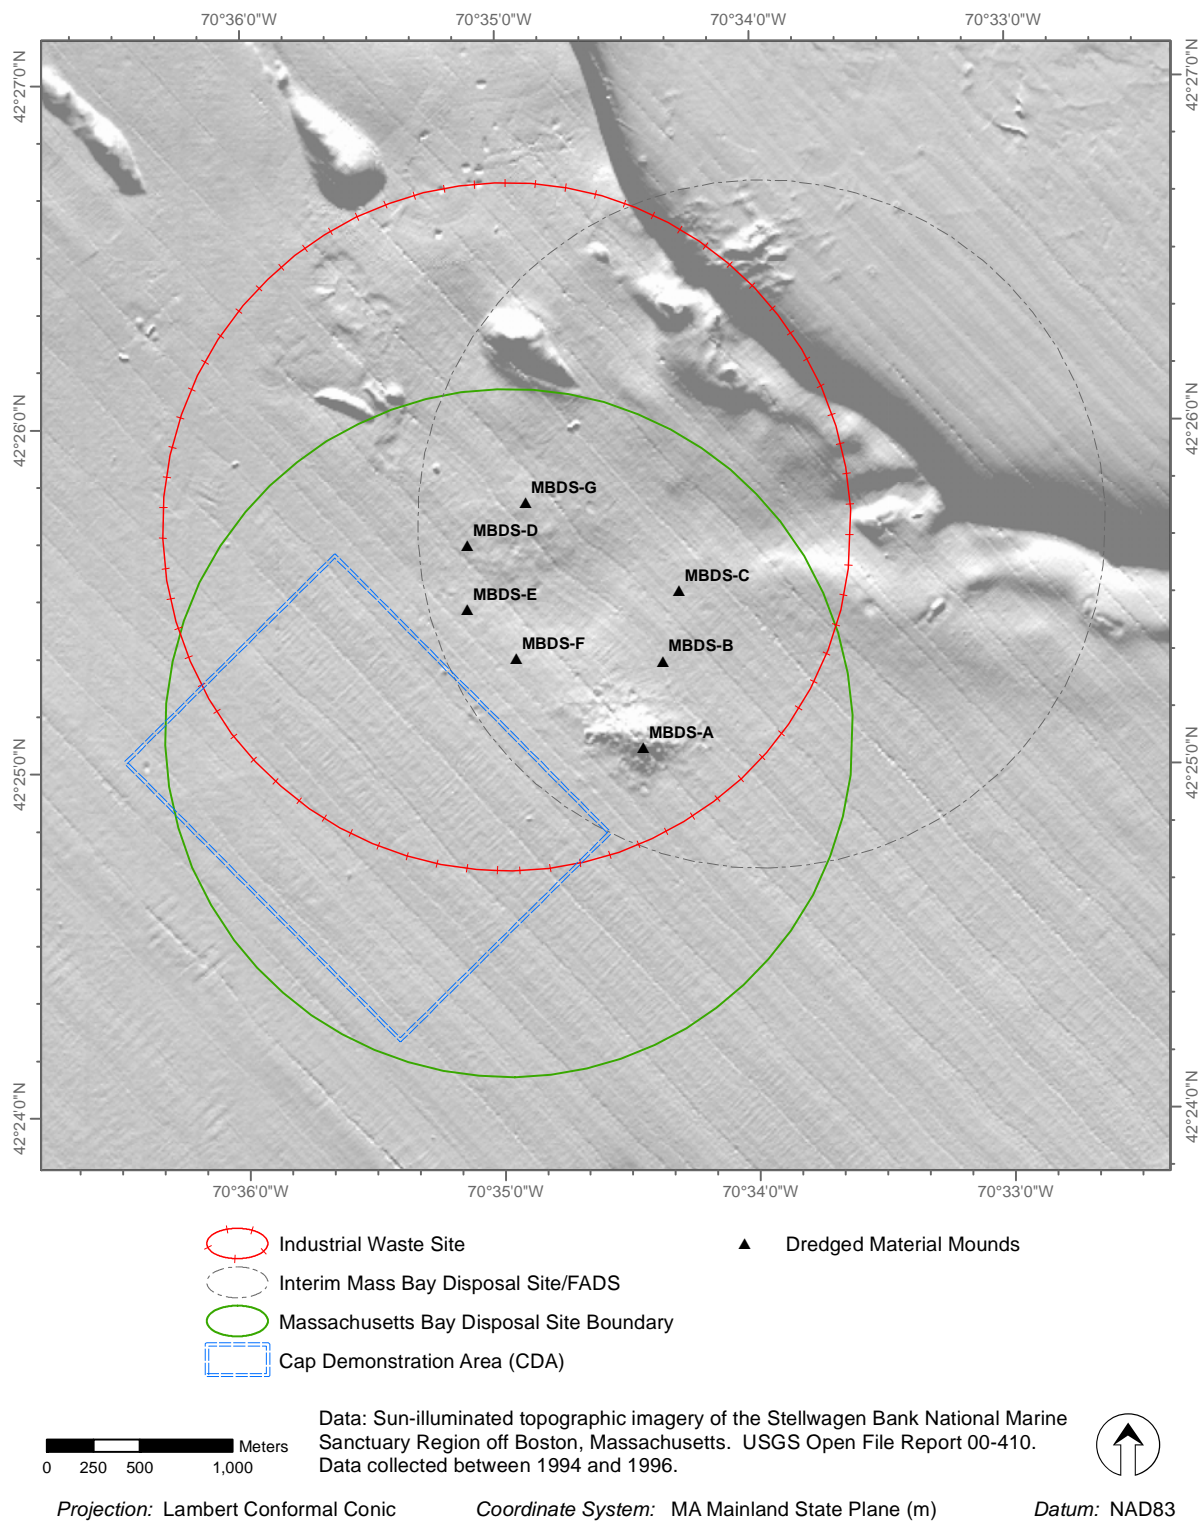 70°36'0"W 70°35'0"W 70°34'0"W 70°33'0"W
42°27'0"N 42°27'0"N
42°26'0"N 42°26'0"N
MBDS-G
MBDS-D
MBDS-C
MBDS-E
MBDS-F MBDS-B
MBDS-A
42°25'0"N 42°25'0"N
42°24'0"N 42°24'0"N
70°36'0"W 70°35'0"W 70°34'0"W 70°33'0"W
Industrial Waste Site Dredged Material Mounds
Interim Mass Bay Disposal Site/FADS
Massachusetts Bay Disposal Site Boundary
Cap Demonstration Area (CDA)
Data: Sun-illuminated topographic imagery of the Stellwagen Bank National Marine
Sanctuary Region off Boston, Massachusetts. USGS Open File Report 00-410.
Data collected between 1994 and 1996.
Meters
0 250 500 1,000
Projection: Lambert Conformal Conic Coordinate System: MA Mainland State Plane (m) Datum: NAD83